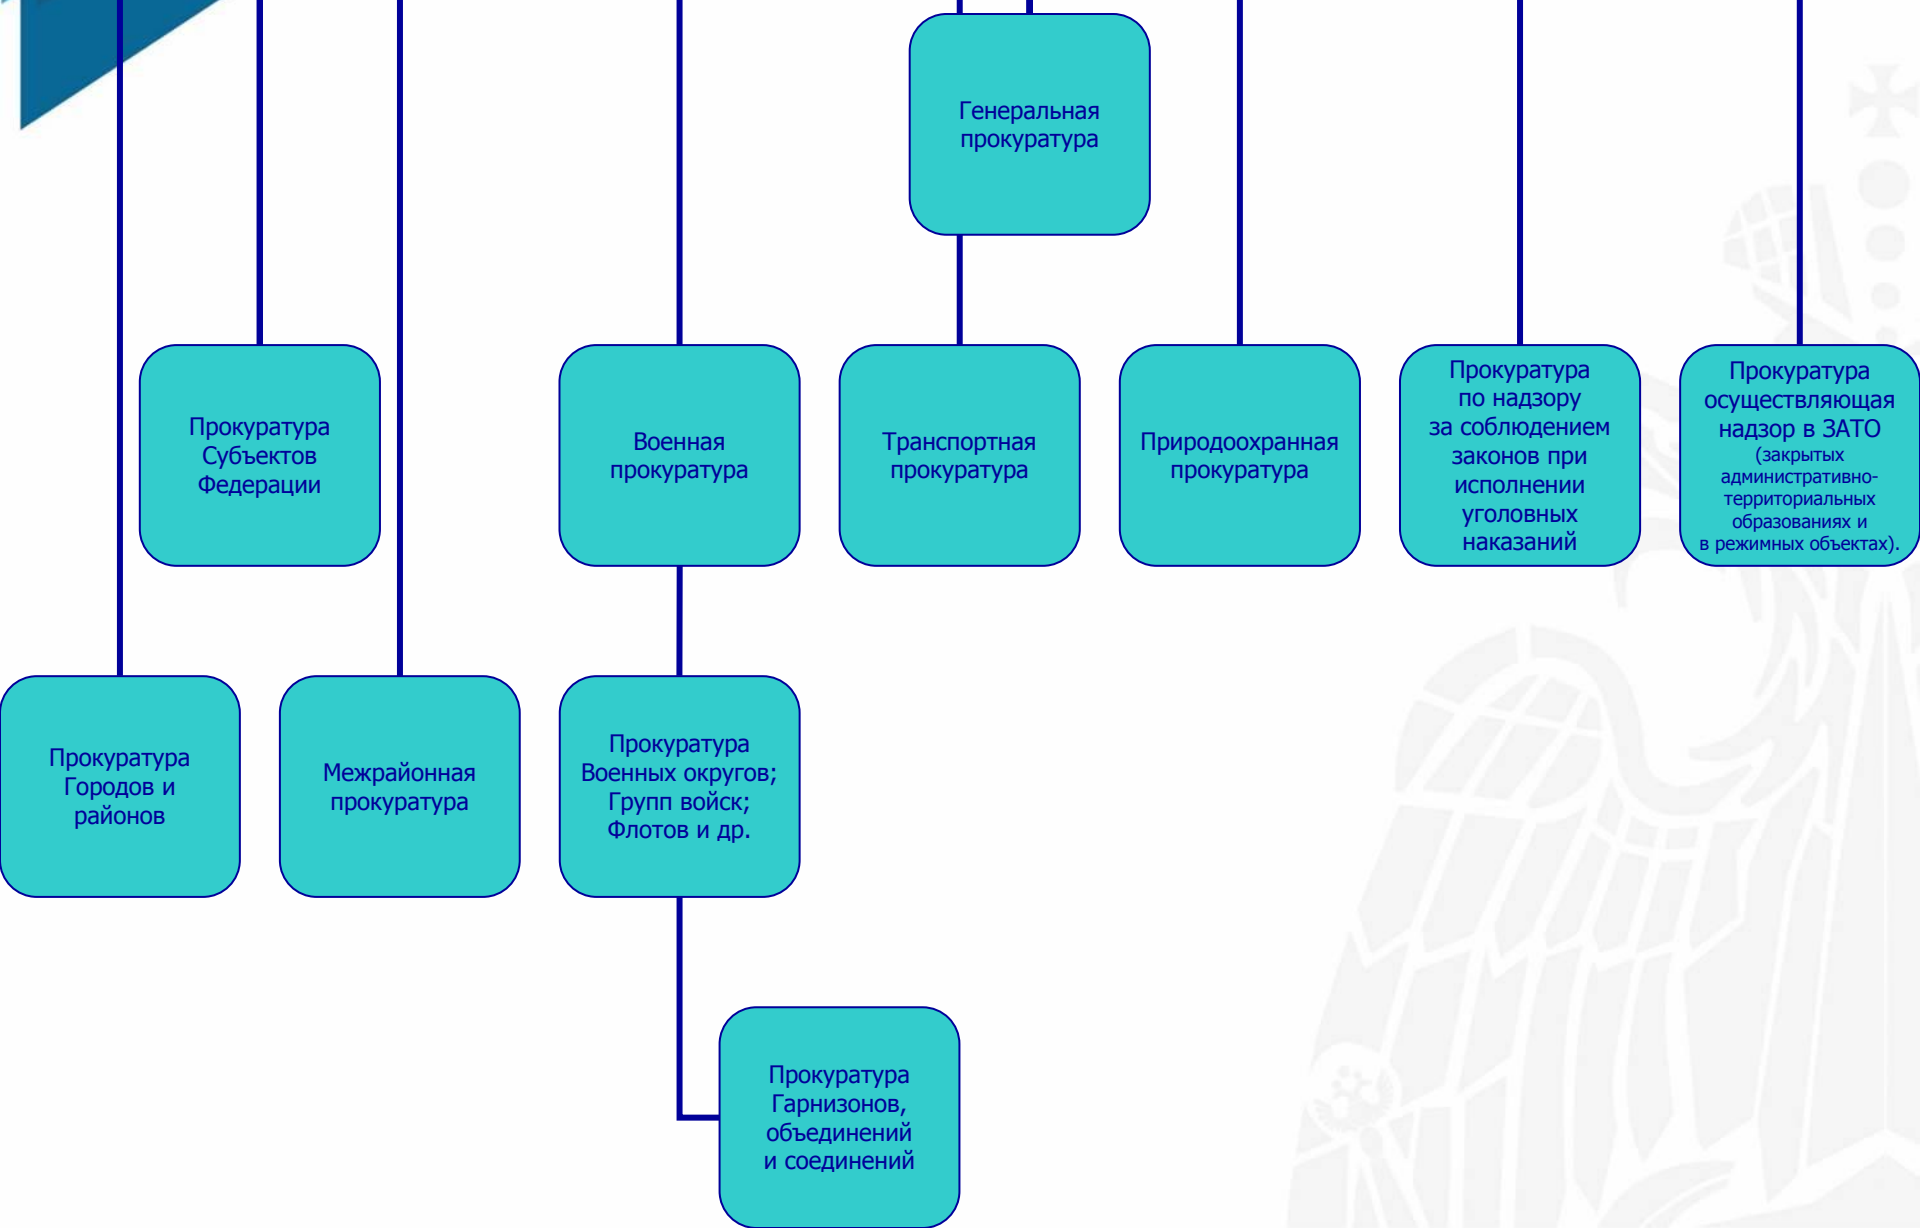 Генеральная
прокуратура
Прокуратура
Субъектов
Федерации
Военная
прокуратура
Транспортная
прокуратура
Природоохранная
прокуратура
Прокуратура
по надзору
за соблюдением
законов при
исполнении
уголовных
наказаний
Прокуратура
осуществляющая
надзор в ЗАТО
(закрытых
административно-
территориальных
образованиях и
в режимных объектах).
Прокуратура
Городов и
районов
Межрайонная
прокуратура
Прокуратура
Военных округов;
Групп войск;
Флотов и др.
Прокуратура
Гарнизонов,
объединений
и соединений